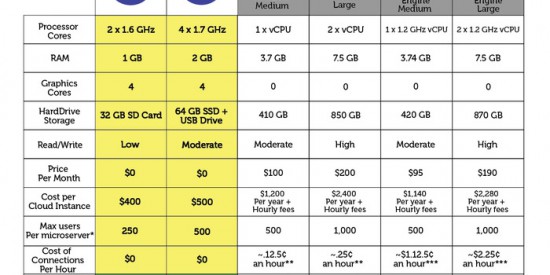 Medium Large Engine Medium Engine Large
Processor Cores 2 x 1.6 GHz 4 x 1.7 GHz 1 x vCPU 2 x vCPU 1 x 1.2 GHz vCPU 2 x 1.2 GHz vCPU
RAM 1 GB 2 GB 3.7 GB 7.5 GB 3.74 GB 7.5 GB
Graphics Cores 4 4 0 0 0 0
HardDrive Storage 32 GB SD Card 64 GB SSD + USB Drive 410 GB 850 GB 420 GB 870 GB
Read/Write Low Moderate Moderate High Moderate High
Price Per Month $0 $0 $100 $200 $95 $190
Cost per Cloud Instance $400 $500 $1,200 Per year + Hourly fees $2,400 Per year + Hourly fees $1,140 Per year + Hourly fees $2,280 Per year + Hourly fees
Max users Per microserver* 250 500 500 1,000 500 1,000
Cost of Connections Per Hour $0 $0 ~.12.5¢ an hour** ~.25¢ an hour** ~$1.12.5¢ an hour*** ~$2.25¢ an hour***